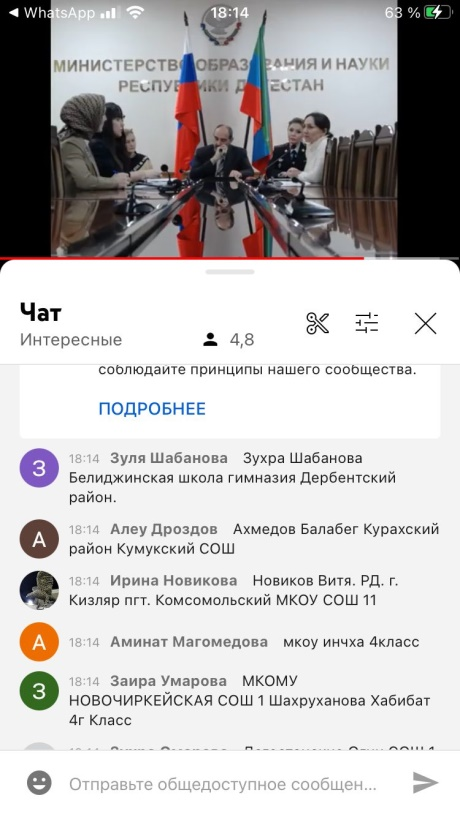 WhatsApp
18:14
63 %
МИНИСТЕРСТВО ОБРАЗОВАНИЯ И НАУКИ
РЕСПУБЛИКИ ДАГЕСТАН
Чат
Интересные
4,8
соблюдайте принципы нашего сообщества.
ПОДРОБНЕЕ
З
18:14 Зуля Шабанова Зухра Шабанова
Белиджинская школа гимназия Дербентский
район.
А
18:14 Алеу Дроздов Ахмедов Балабег Курахский
район Кумукский СОШ
18:14 Ирина Новикова Новиков Витя. РД. г.
Кизляр пгт. Комсомольский МКОУ СОШ 11
А
18:14 Аминат Магомедова мкоу инчха 4класс
З
18:14 Заира Умарова МКОМУ
НОВОЧИРКЕЙСКАЯ СОШ 1 Шахруханова Хабибат
4г Класс
Отправьте общедоступное сообщен...